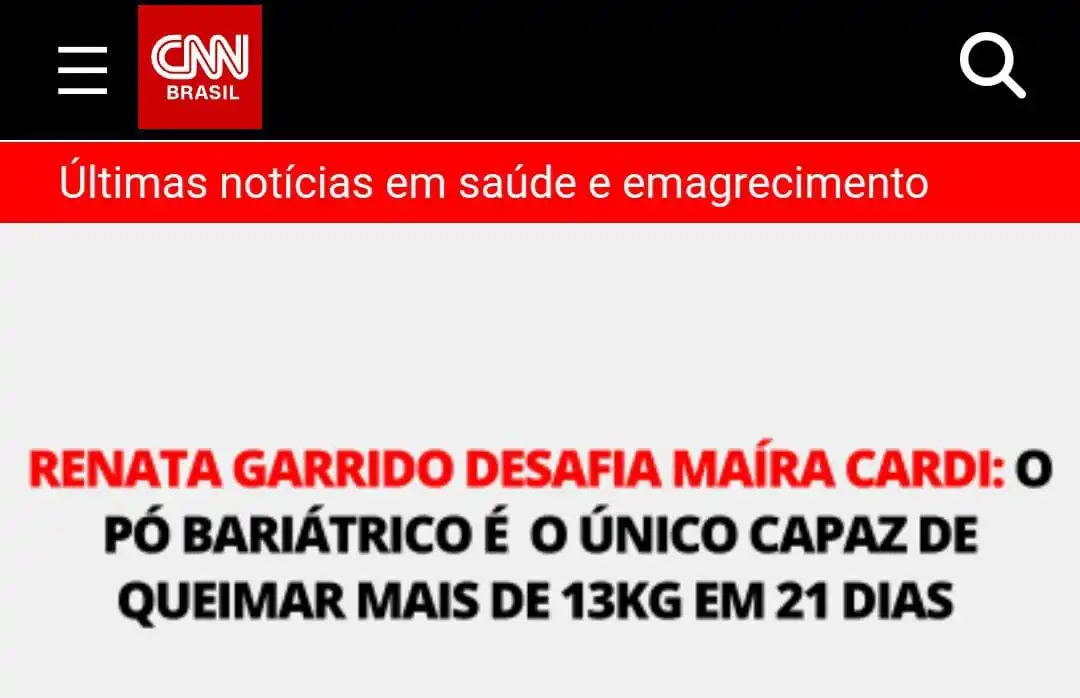 CNN
BRASIL
Últimas notícias em saúde e emagrecimento
RENATA GARRIDO DESAFIA MAÍRA CARDI: O
PÓ BARIÁTRICO É O ÚNICO CAPAZ DE
QUEIMAR MAIS DE 13KG EM 21 DIAS